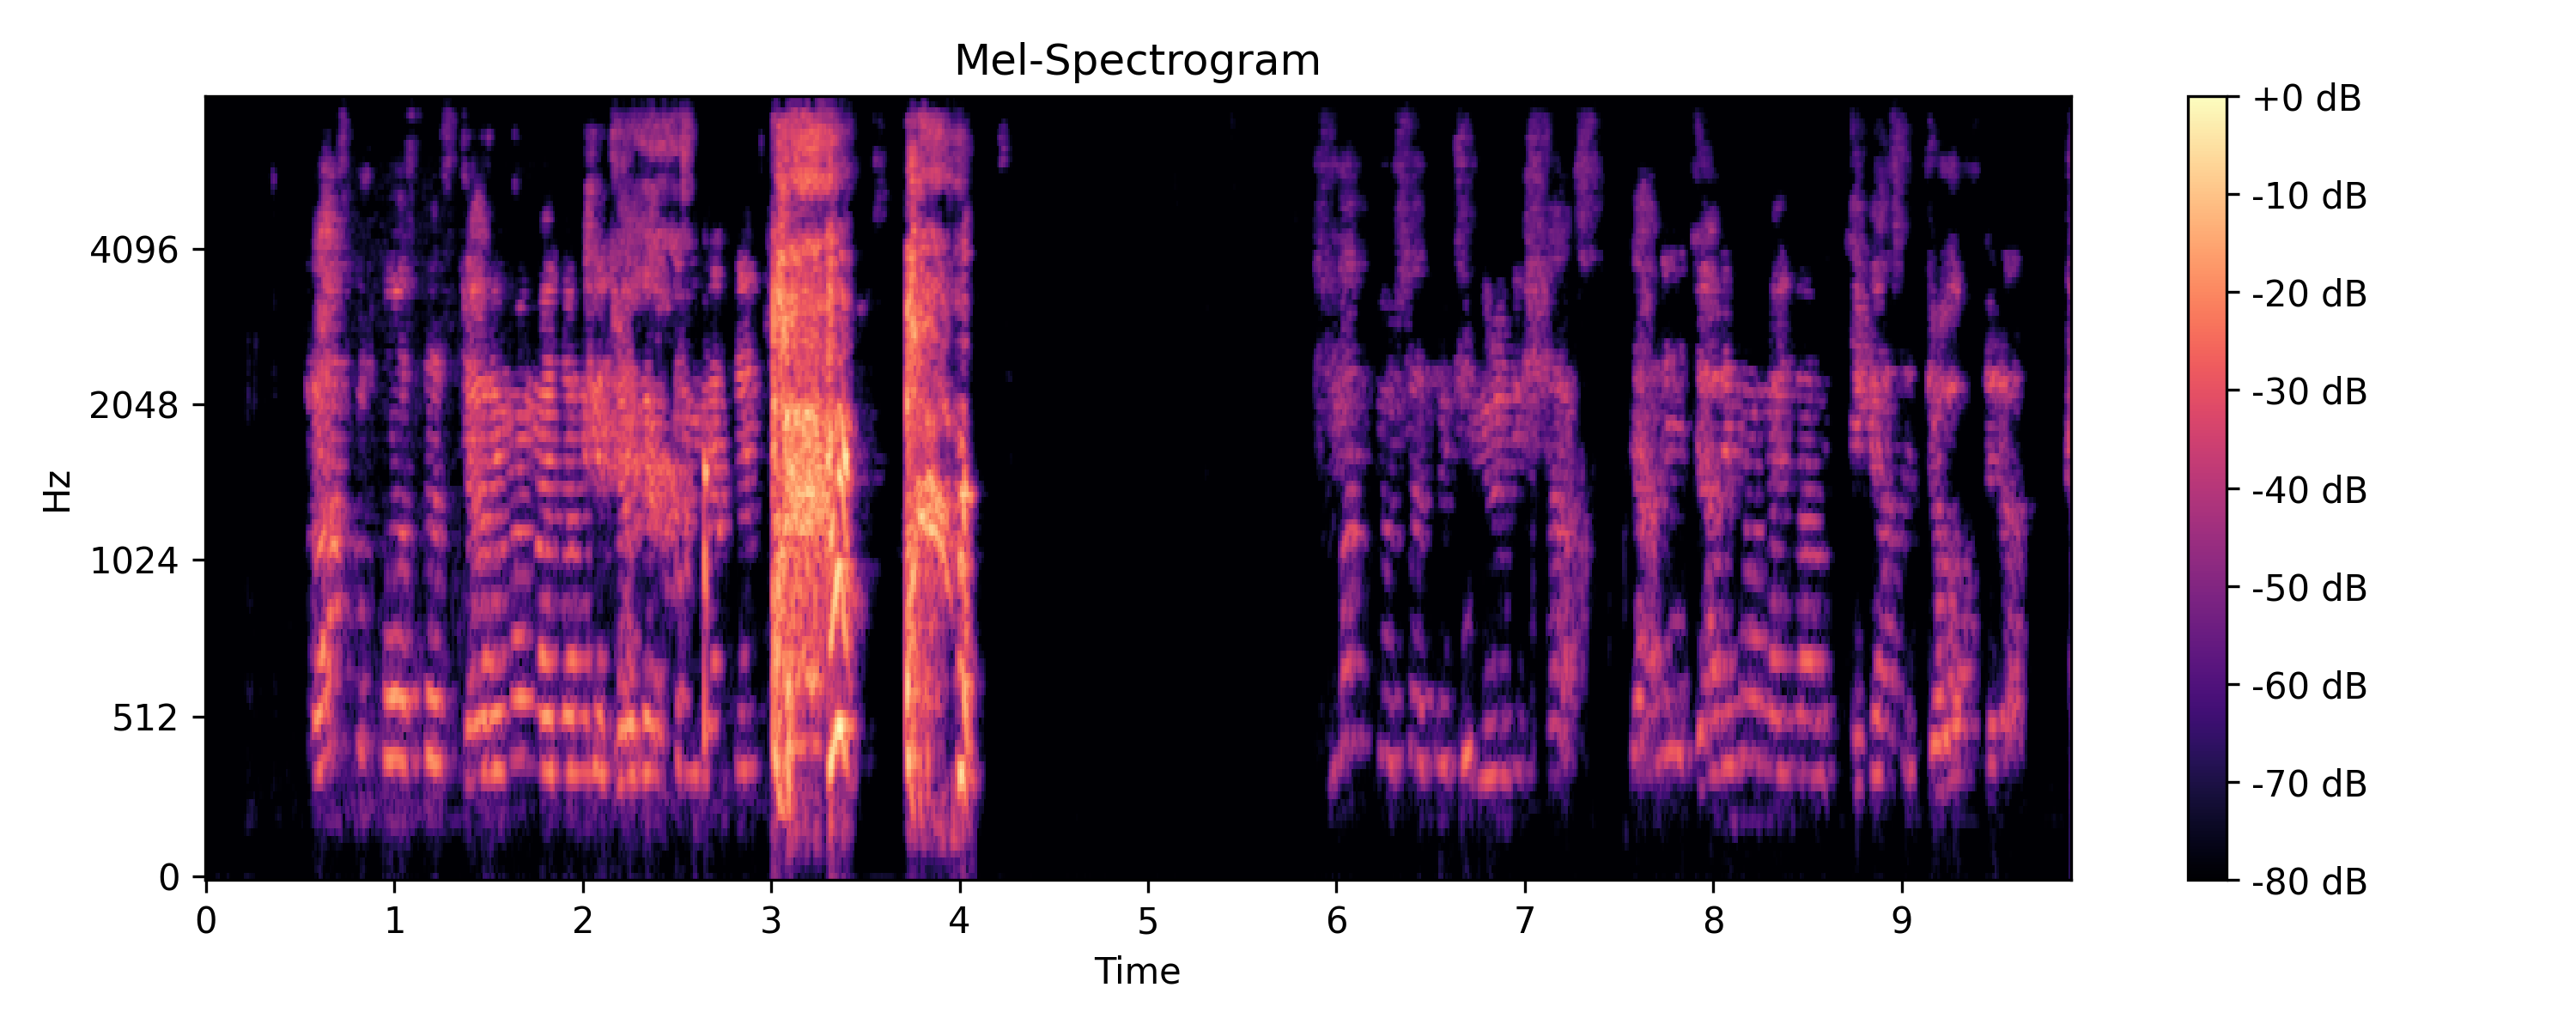 Mel-Spectrogram
+0 dB
-10 dB
-20 dB
-30 dB
-40 dB
-50 dB
-60 dB
-70 dB
-80 dB
Hz
4096
2048
1024
512
0
0 1 2 3 4 5 6 7 8 9
Time